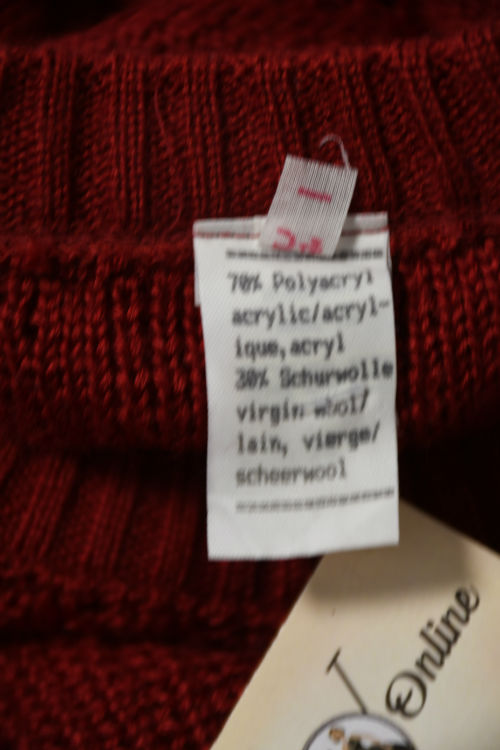 70% Polyacryl
acrylic/acryl-
ique,acryl
30% Schurwolle
virgin wool/
lain, vierge/
scheerwool
Online